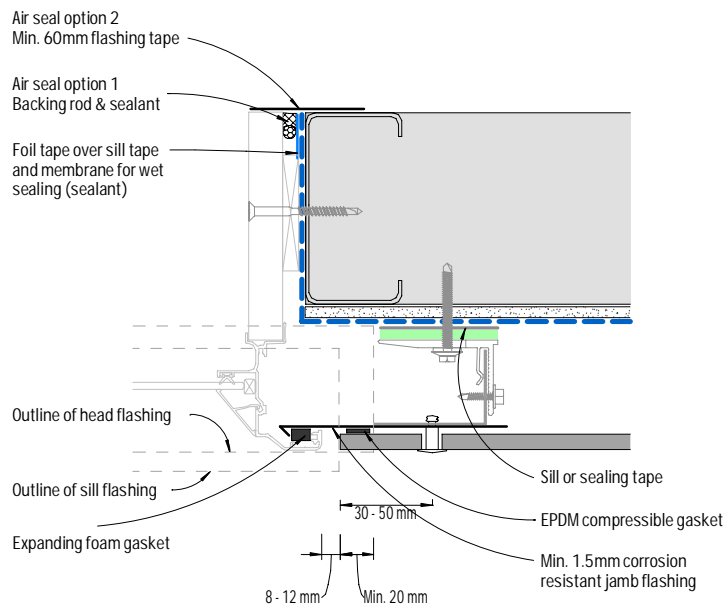 Air seal option 2
Min. 60mm flashing tape
Air seal option 1
Backing rod & sealant
Foil tape over sill tape
and membrane for wet
sealing (sealant)
Outline of head flashing
Outline of sill flashing
Expanding foam gasket
Sill or sealing tape
30 - 50 mm
EPDM compressible gasket
Min. 1.5mm corrosion
resistant jamb flashing
8 - 12 mm
Min. 20 mm